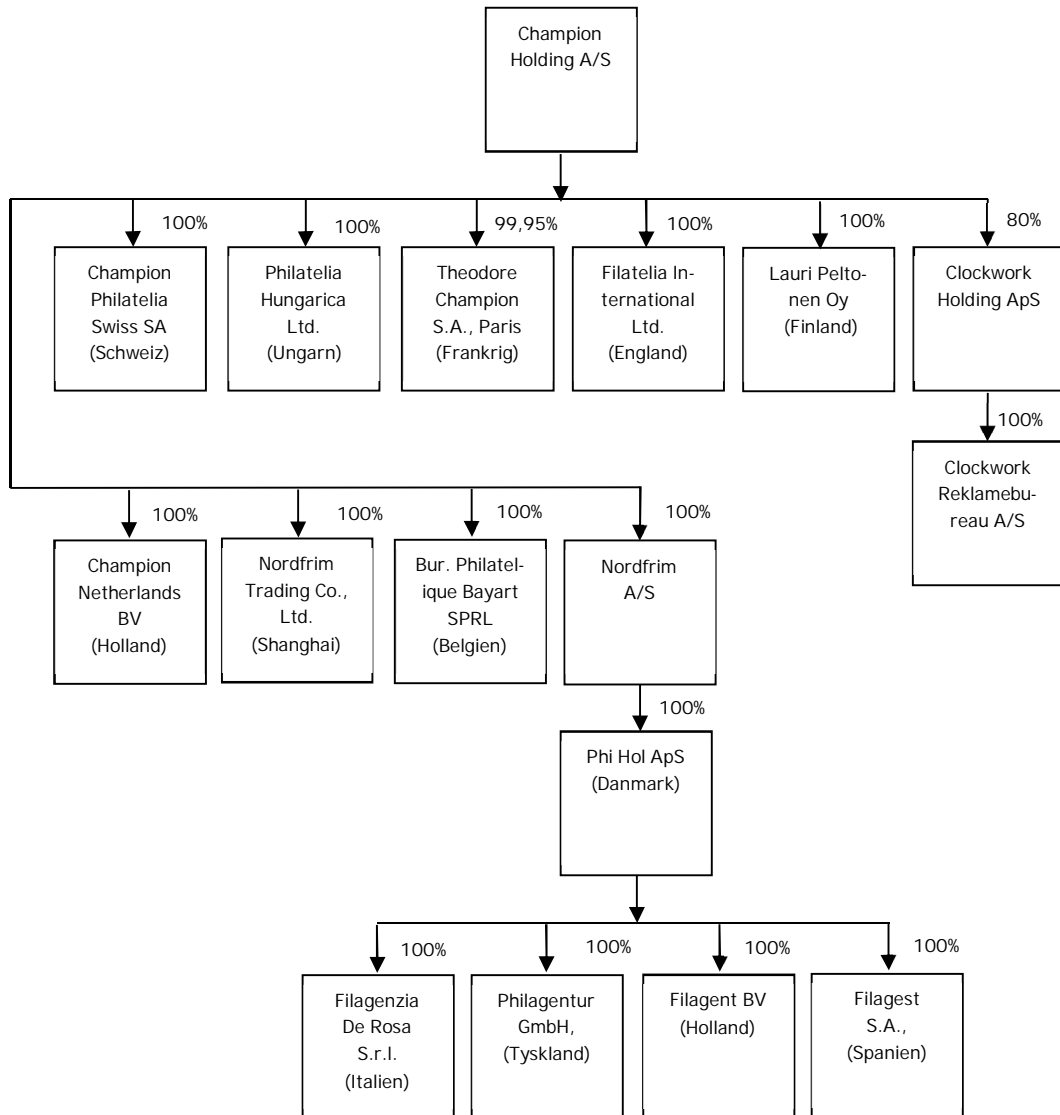 Champion
Holding A/S
100%
100%
99,95%
100%
100%
80%
Champion
Philatelia
Swiss SA
(Schweiz)
Philatelia
Hungarica
Ltd.
(Ungarn)
Theodore
Champion
S.A., Paris
(Frankrig)
Filatelia In-
ternational
Ltd.
(England)
Lauri Pelto-
nen Oy
(Finland)
Clockwork
Holding ApS
100%
Clockwork
Reklamebu-
reau A/S
100%
100%
100%
100%
Champion
Netherlands
BV
(Holland)
Nordfrim
Trading Co.,
Ltd.
(Shanghai)
Bur. Philatel-
ique Bayart
SPRL
(Belgien)
Nordfrim
A/S
100%
Phi Hol ApS
(Danmark)
100%
100%
100%
100%
Filagenzia
De Rosa
S.r.l.
(Italien)
Philagentur
GmbH,
(Tyskland)
Filagent BV
(Holland)
Filagest
S.A.,
(Spanien)